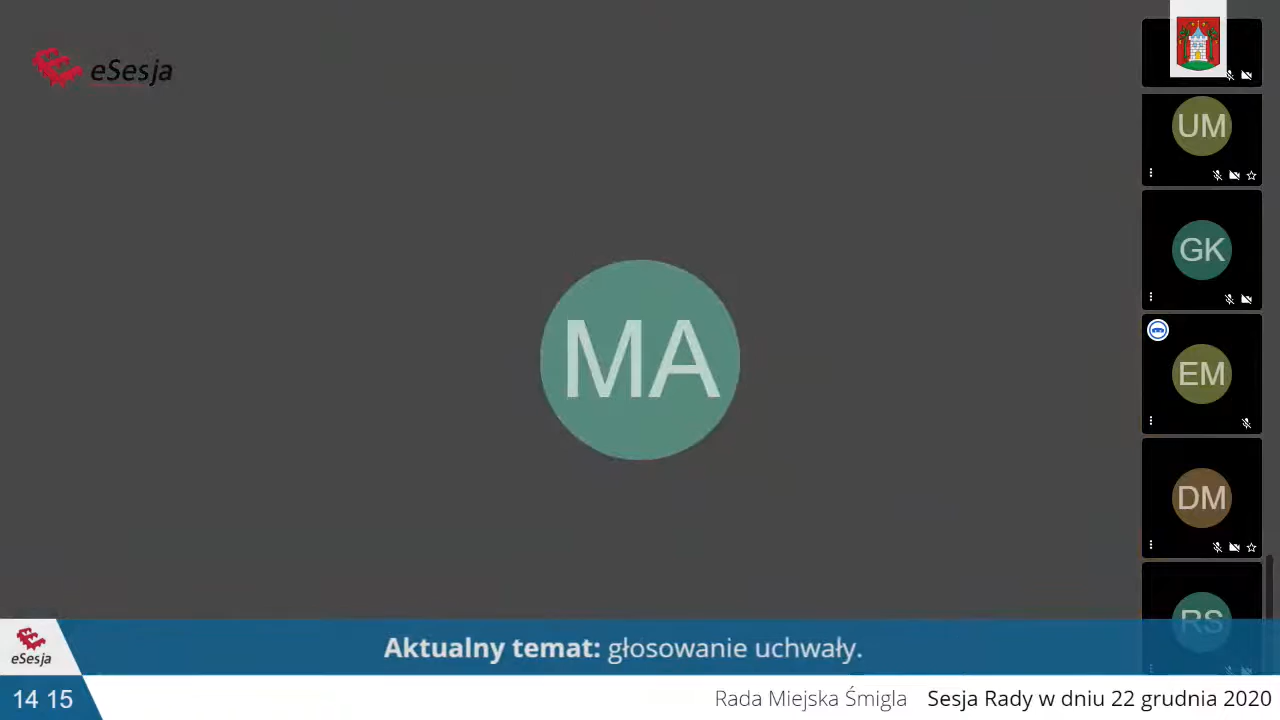 eSesja
UM
GK
EM
MA
DM
RS
Aktualny temat: głosowanie uchwały.
eSesja
14 15
Rada Miejska Śmigla Sesja Rady w dniu 22 grudnia 2020